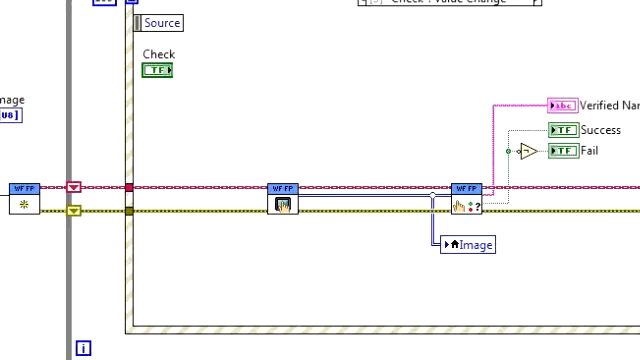 Check : Value Change
Source
Check
TF
mage
U8]
abc
Verified Nar
TF
Success
TF
Fail
WF FP
WF FP
WF FP
?
Image
i